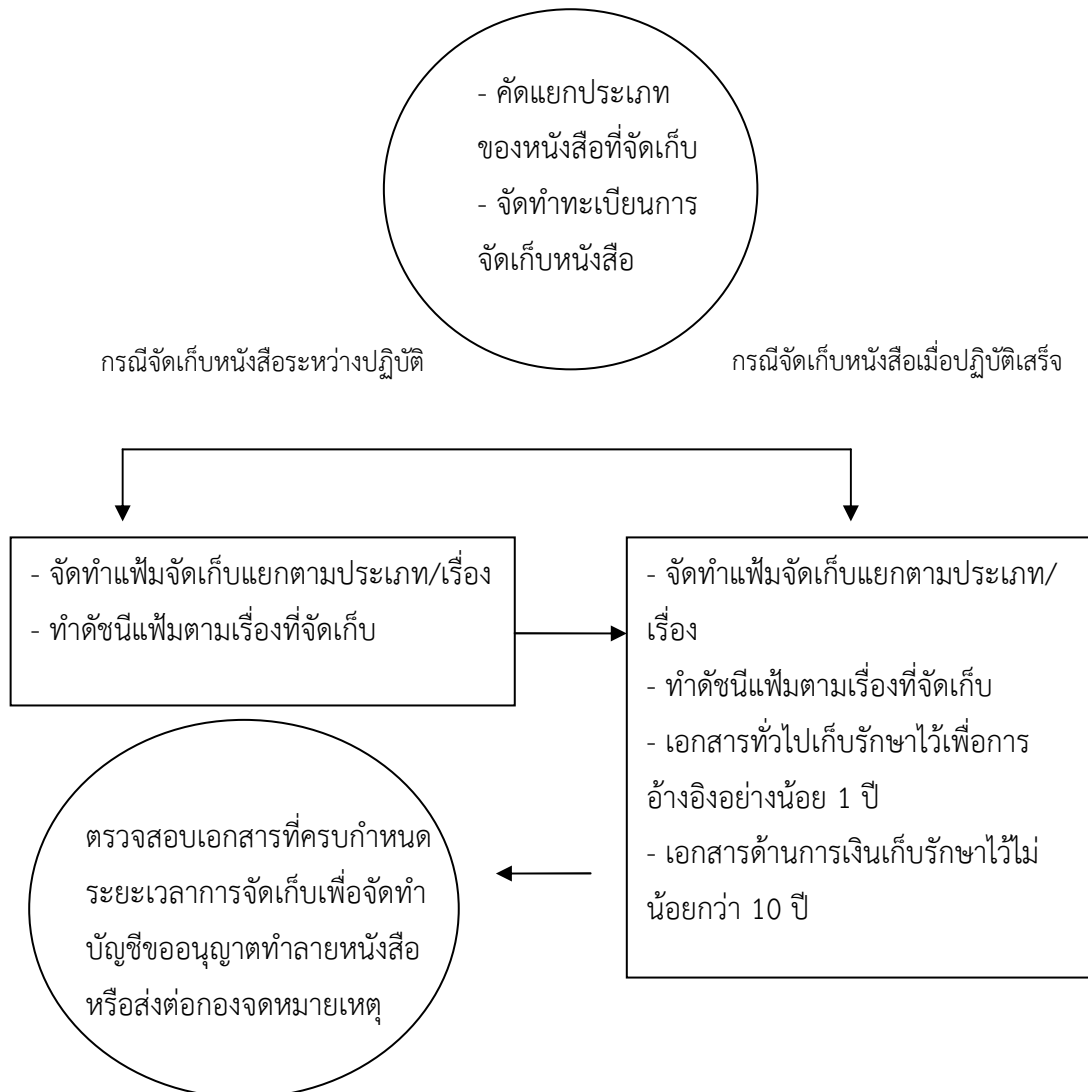 - คัดแยกประเภท
ของหนังสือที่จัดเก็บ
- จัดทำทะเบียนการ
จัดเก็บหนังสือ
กรณีจัดเก็บหนังสือระหว่างปฏิบัติ
กรณีจัดเก็บหนังสือเมื่อปฏิบัติเสร็จ
- จัดทำแฟ้มจัดเก็บแยกตามประเภท/เรื่อง
- ทำดัชนีแฟ้มตามเรื่องที่จัดเก็บ
- จัดทำแฟ้มจัดเก็บแยกตามประเภท/
เรื่อง
- ทำดัชนีแฟ้มตามเรื่องที่จัดเก็บ
- เอกสารทั่วไปเก็บรักษาไว้เพื่อการ
อ้างอิงอย่างน้อย 1 ปี
- เอกสารด้านการเงินเก็บรักษาไว้ไม่
น้อยกว่า 10 ปี
ตรวจสอบเอกสารที่ครบกำหนด
ระยะเวลาการจัดเก็บเพื่อจัดทำ
บัญชีขออนุญาตทำลายหนังสือ
หรือส่งต่อกองจดหมายเหตุ